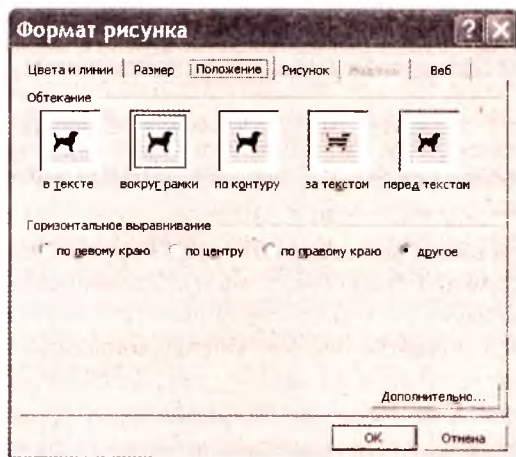 Формат рисунка
Цвета и линии Размер Положение Рисунок Надпись Веб
Обтекание
в тексте вокруг рамки по контуру за текстом перед текстом
Горизонтальное выравнивание
по левому краю по центру по правому краю другое
Дополнительно...
ОК Отмена